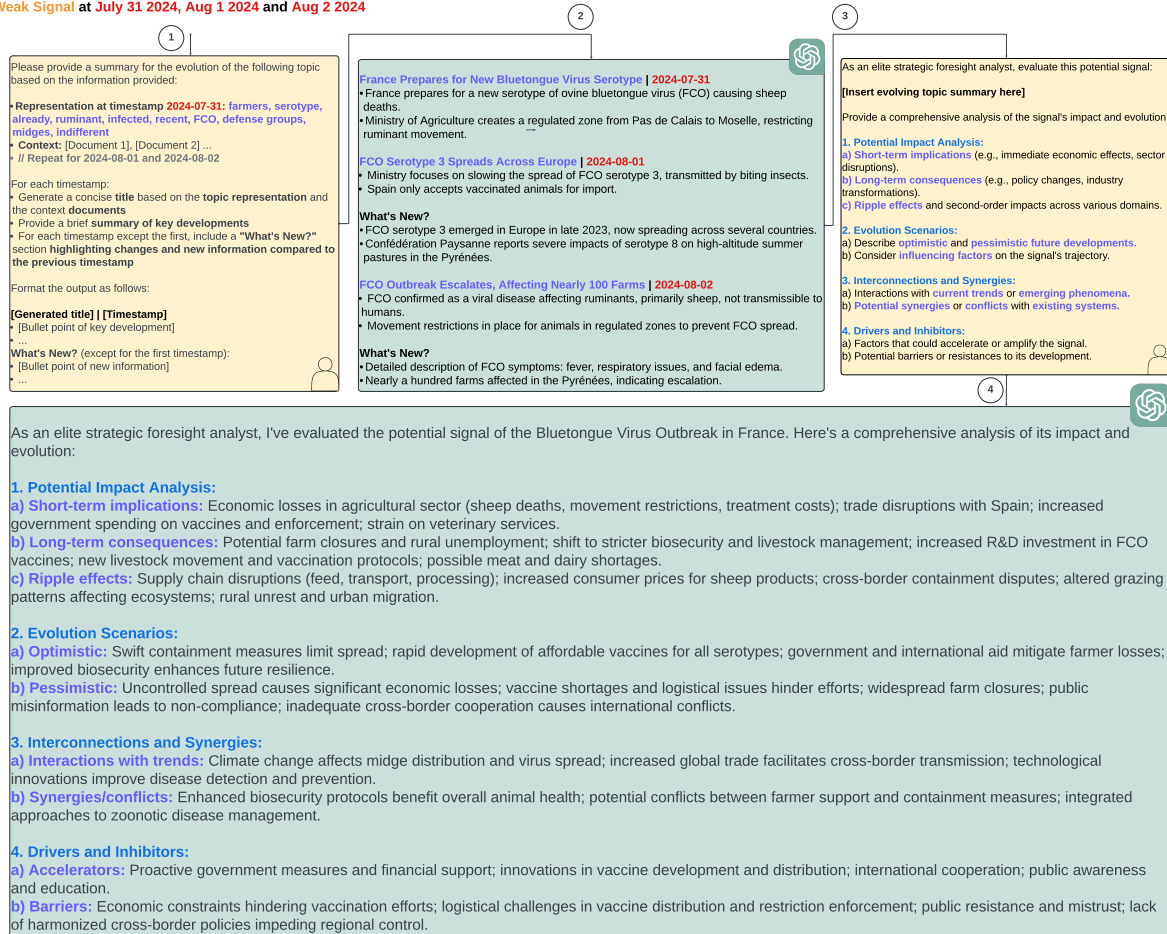 Weak Signal at July 31 2024, Aug 1 2024 and Aug 2 2024
1
Please provide a summary for the evolution of the following topic
based on the information provided:
• Representation at timestamp 2024-07-31: farmers, serotype,
already, ruminant, infected, recent, FCO, defense groups,
midges, indifferent
• Context: [Document 1], [Document 2] ...
• // Repeat for 2024-08-01 and 2024-08-02
For each timestamp:
• Generate a concise title based on the topic representation and
the context documents
• Provide a brief summary of key developments
• For each timestamp except the first, include a "What's New?"
section highlighting changes and new information compared to
the previous timestamp
Format the output as follows:
[Generated title] | [Timestamp]
• [Bullet point of key development]
• ...
What's New? (except for the first timestamp):
• [Bullet point of new information]
• ...
2
France Prepares for New Bluetongue Virus Serotype | 2024-07-31
• France prepares for a new serotype of ovine bluetongue virus (FCO) causing sheep
deaths.
• Ministry of Agriculture creates a regulated zone from Pas de Calais to Moselle, restricting
ruminant movement.
FCO Serotype 3 Spreads Across Europe | 2024-08-01
• Ministry focuses on slowing the spread of FCO serotype 3, transmitted by biting insects.
• Spain only accepts vaccinated animals for import.
What's New?
• FCO serotype 3 emerged in Europe in late 2023, now spreading across several countries.
• Confédération Paysanne reports severe impacts of serotype 8 on high-altitude summer
pastures in the Pyrénées.
FCO Outbreak Escalates, Affecting Nearly 100 Farms | 2024-08-02
• FCO confirmed as a viral disease affecting ruminants, primarily sheep, not transmissible to
humans.
• Movement restrictions in place for animals in regulated zones to prevent FCO spread.
What's New?
• Detailed description of FCO symptoms: fever, respiratory issues, and facial edema.
• Nearly a hundred farms affected in the Pyrénées, indicating escalation.
3
As an elite strategic foresight analyst, evaluate this potential signal:
[Insert evolving topic summary here]
Provide a comprehensive analysis of the signal's impact and evolution
1. Potential Impact Analysis:
a) Short-term implications (e.g., immediate economic effects, sector
disruptions).
b) Long-term consequences (e.g., policy changes, industry
transformations).
c) Ripple effects and second-order impacts across various domains.
2. Evolution Scenarios:
a) Describe optimistic and pessimistic future developments.
b) Consider influencing factors on the signal's trajectory.
3. Interconnections and Synergies:
a) Interactions with current trends or emerging phenomena.
b) Potential synergies or conflicts with existing systems.
4. Drivers and Inhibitors:
a) Factors that could accelerate or amplify the signal.
b) Potential barriers or resistances to its development.
4
As an elite strategic foresight analyst, I've evaluated the potential signal of the Bluetongue Virus Outbreak in France. Here's a comprehensive analysis of its impact and
evolution:
1. Potential Impact Analysis:
a) Short-term implications: Economic losses in agricultural sector (sheep deaths, movement restrictions, treatment costs); trade disruptions with Spain; increased
government spending on vaccines and enforcement; strain on veterinary services.
b) Long-term consequences: Potential farm closures and rural unemployment; shift to stricter biosecurity and livestock management; increased R&D investment in FCO
vaccines; new livestock movement and vaccination protocols; possible meat and dairy shortages.
c) Ripple effects: Supply chain disruptions (feed, transport, processing); increased consumer prices for sheep products; cross-border containment disputes; altered grazing
patterns affecting ecosystems; rural unrest and urban migration.
2. Evolution Scenarios:
a) Optimistic: Swift containment measures limit spread; rapid development of affordable vaccines for all serotypes; government and international aid mitigate farmer losses;
improved biosecurity enhances future resilience.
b) Pessimistic: Uncontrolled spread causes significant economic losses; vaccine shortages and logistical issues hinder efforts; widespread farm closures; public
misinformation leads to non-compliance; inadequate cross-border cooperation causes international conflicts.
3. Interconnections and Synergies:
a) Interactions with trends: Climate change affects midge distribution and virus spread; increased global trade facilitates cross-border transmission; technological
innovations improve disease detection and prevention.
b) Synergies/conflicts: Enhanced biosecurity protocols benefit overall animal health; potential conflicts between farmer support and containment measures; integrated
approaches to zoonotic disease management.
4. Drivers and Inhibitors:
a) Accelerators: Proactive government measures and financial support; innovations in vaccine development and distribution; international cooperation; public awareness
and education.
b) Barriers: Economic constraints hindering vaccination efforts; logistical challenges in vaccine distribution and restriction enforcement; public resistance and mistrust; lack
of harmonized cross-border policies impeding regional control.